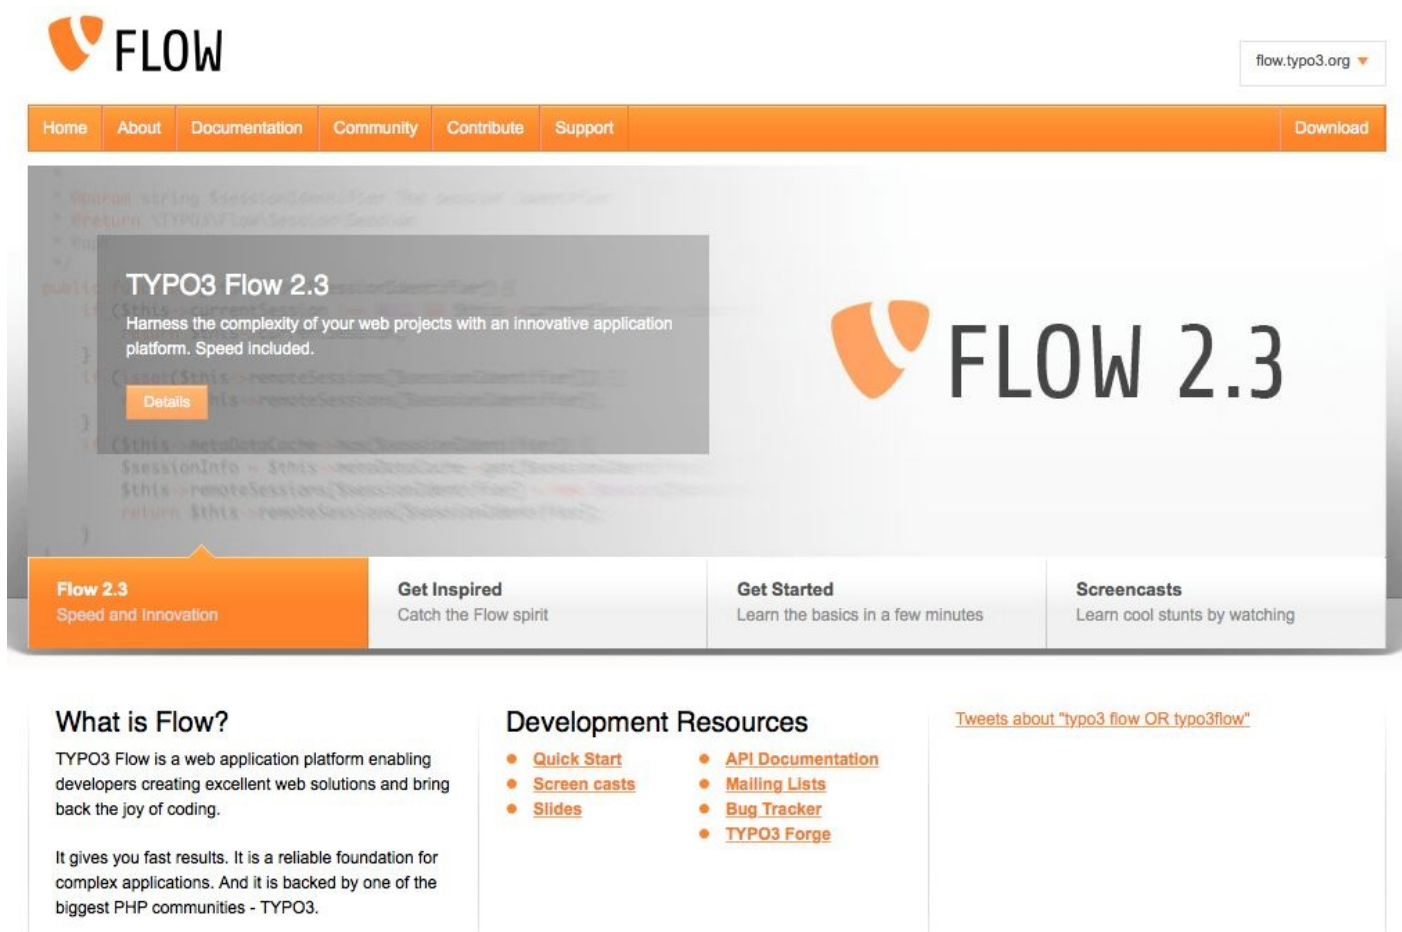 FLOW
flow.typo3.org
Home About Documentation Community Contribute Support Download
TYPO3 Flow 2.3
Harness the complexity of your web projects with an innovative application
platform. Speed included.
Details
FLOW 2.3
Flow 2.3
Speed and Innovation
Get Inspired
Catch the Flow spirit
Get Started
Learn the basics in a few minutes
Screencasts
Learn cool stunts by watching
What is Flow?
TYPO3 Flow is a web application platform enabling
developers creating excellent web solutions and bring
back the joy of coding.
It gives you fast results. It is a reliable foundation for
complex applications. And it is backed by one of the
biggest PHP communities - TYPO3.
Development Resources
Quick Start
Screen casts
Slides
API Documentation
Mailing Lists
Bug Tracker
TYPO3 Forge
Tweets about "typo3 flow OR typo3flow"